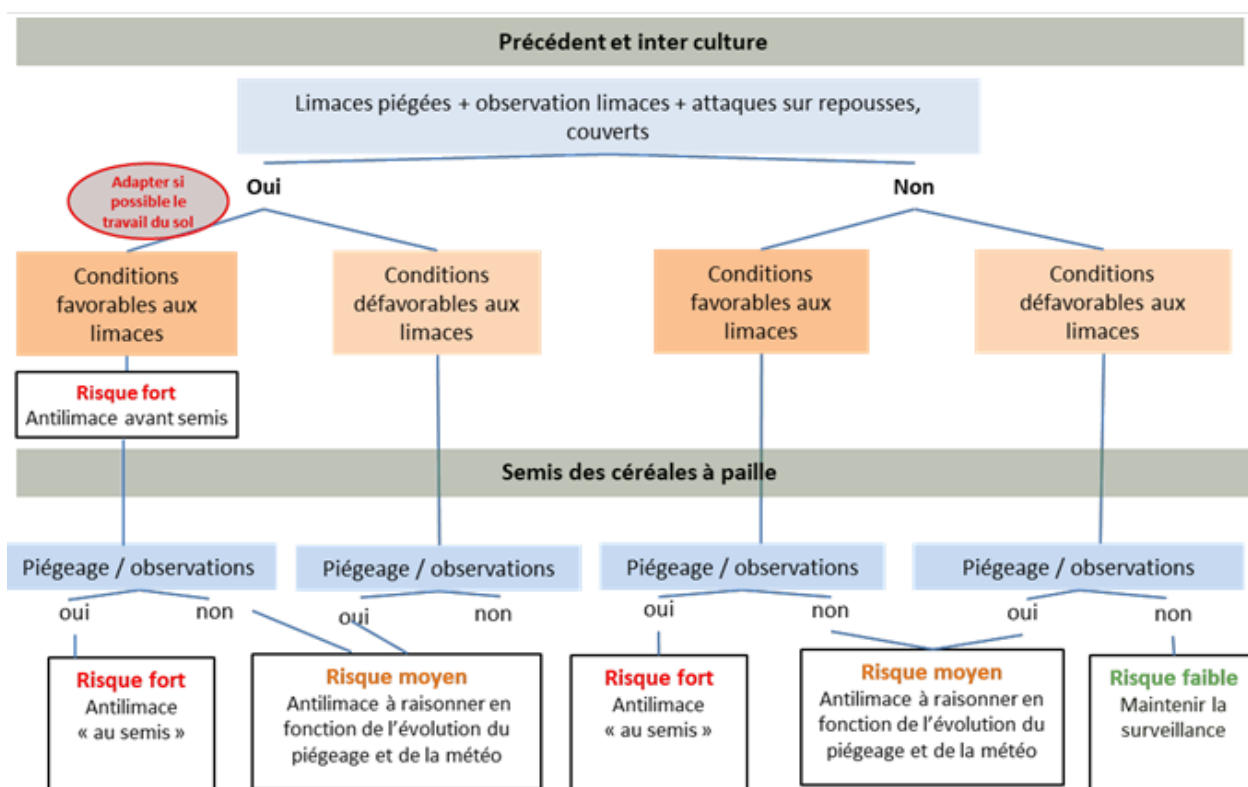 Précédent et inter culture
Limaces piégées + observation limaces + attaques sur repousses,
couverts
Adapter si
possible le
travail du sol
Oui
Non
Conditions
favorables aux
limaces
Conditions
défavorables aux
limaces
Conditions
favorables aux
limaces
Conditions
défavorables aux
limaces
Risque fort
Antilimace avant semis
Semis des céréales à paille
Piégeage / observations
Piégeage / observations
Piégeage / observations
Piégeage / observations
oui
non
oui
non
oui
non
oui
non
Risque fort
Antilimace
« au semis »
Risque moyen
Antilimace à raisonner en
fonction de l'évolution du
piégeage et de la météo
Risque fort
Antilimace
« au semis »
Risque moyen
Antilimace à raisonner en
fonction de l'évolution du
piégeage et de la météo
Risque faible
Maintenir la
surveillance